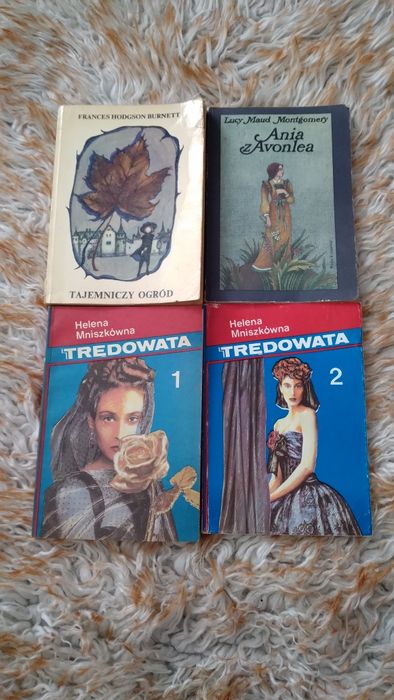 FRANCES HODGSON BURNETT
TAJEMNICZY OGRÓD
Lucy Maud Montgomery
Ania
z Avonlea
Helena
Mniszkówna
TRĘDOWATA
1
Helena
Mniszkówna
TRĘDOWATA
2